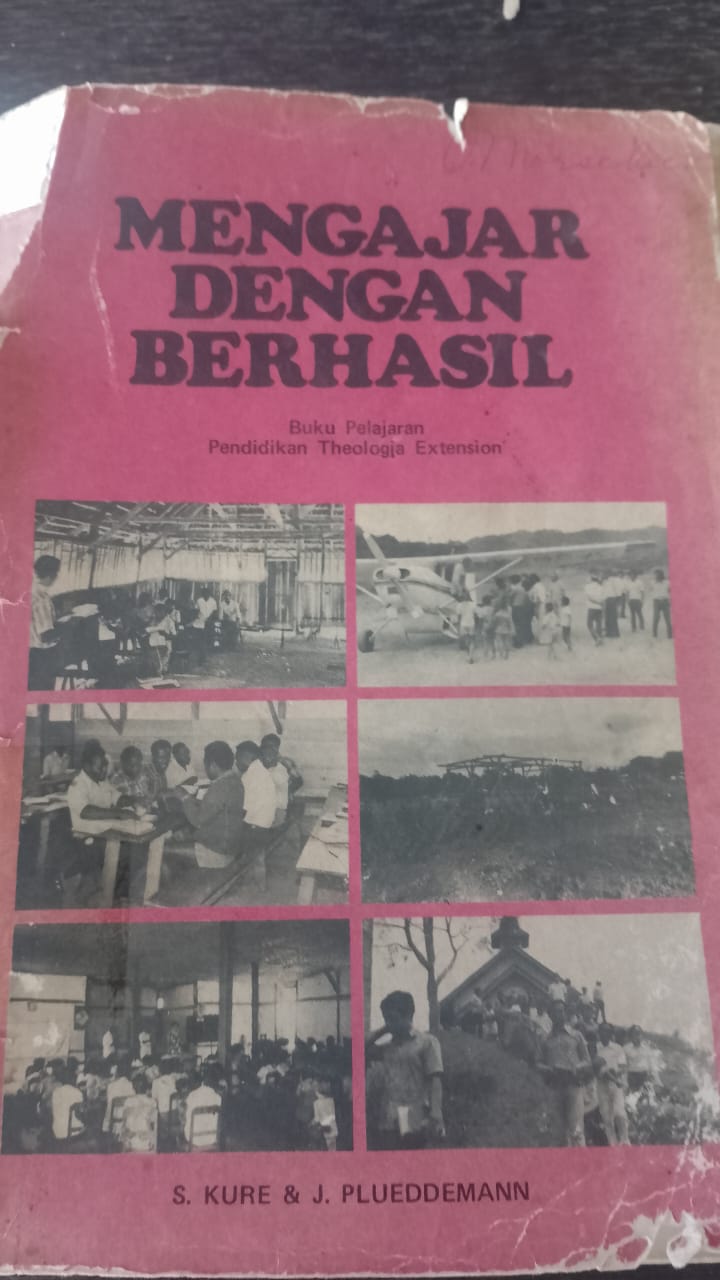 MENGAJAR
DENGAN
BERHASIL
Buku Pelajaran
Pendidikan Theologia Extension
S. KURE & J. PLUEDDEMANN